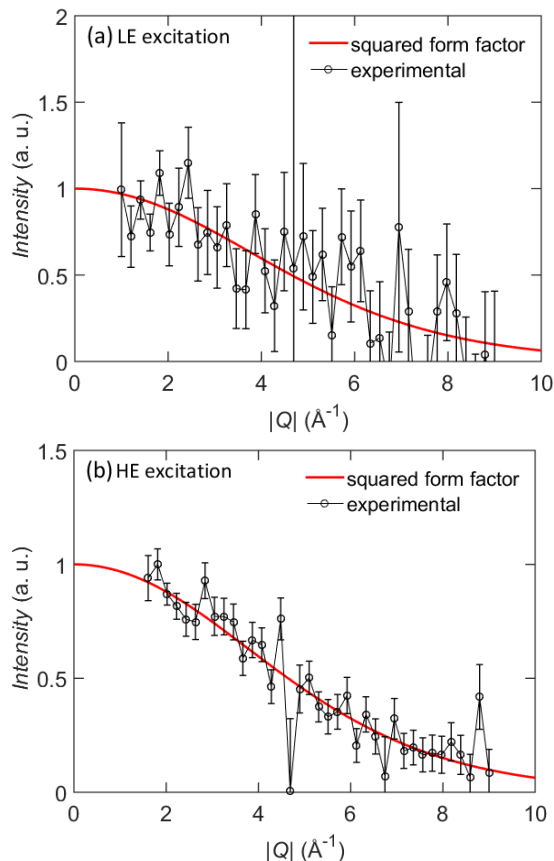 (a) LE excitation
squared form factor
experimental
2
1.5
1
0.5
0
Intensity (a. u.)
0 2 4 6 8 10
|Q| (Å⁻¹)
(b) HE excitation
squared form factor
experimental
1.5
1
0.5
0
Intensity (a. u.)
0 2 4 6 8 10
|Q| (Å⁻¹)